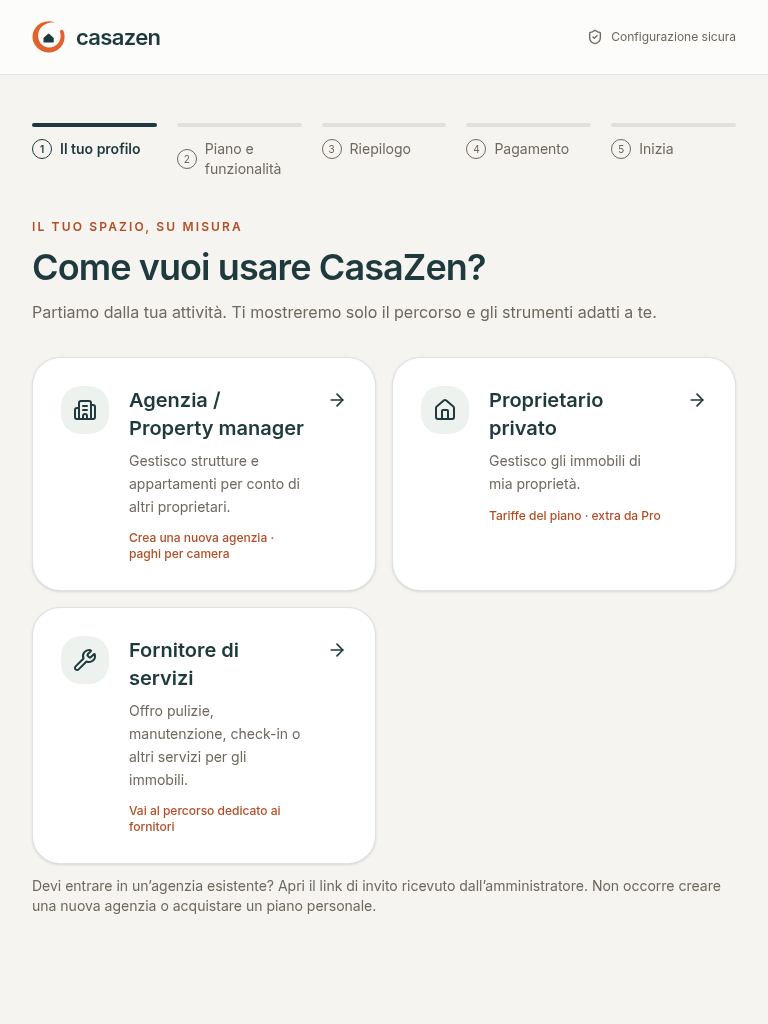 casazen
Configurazione sicura
1 Il tuo profilo
2 Piano e
funzionalità
3 Riepilogo
4 Pagamento
5 Inizia
IL TUO SPAZIO, SU MISURA
Come vuoi usare CasaZen?
Partiamo dalla tua attività. Ti mostreremo solo il percorso e gli strumenti adatti a te.
Agenzia /
Property manager
Gestisco strutture e
appartamenti per conto di
altri proprietari.
Crea una nuova agenzia ·
paghi per camera
Proprietario
privato
Gestisco gli immobili di
mia proprietà.
Tariffe del piano · extra da Pro
Fornitore di
servizi
Offro pulizie,
manutenzione, check-in o
altri servizi per gli
immobili.
Vai al percorso dedicato ai
fornitori
Devi entrare in un’agenzia esistente? Apri il link di invito ricevuto dall’amministratore. Non occorre creare
una nuova agenzia o acquistare un piano personale.